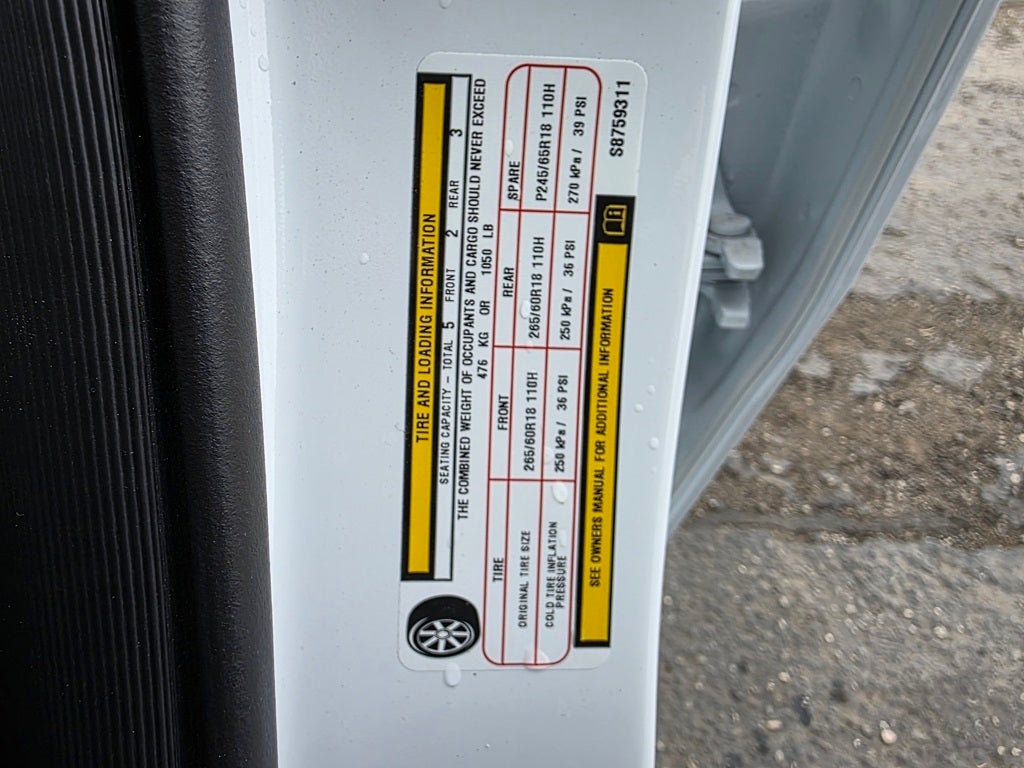 TIRE AND LOADING INFORMATION
SEATING CAPACITY – TOTAL 5 FRONT 2 REAR 3
THE COMBINED WEIGHT OF OCCUPANTS AND CARGO SHOULD NEVER EXCEED
476 KG OR 1050 LB
TIRE FRONT REAR SPARE
ORIGINAL TIRE SIZE 265/60R18 110H 265/60R18 110H P245/65R18 110H
COLD TIRE INFLATION PRESSURE 250 kPa / 36 PSI 250 kPa / 36 PSI 270 kPa / 39 PSI
SEE OWNERS MANUAL FOR ADDITIONAL INFORMATION
S8759311